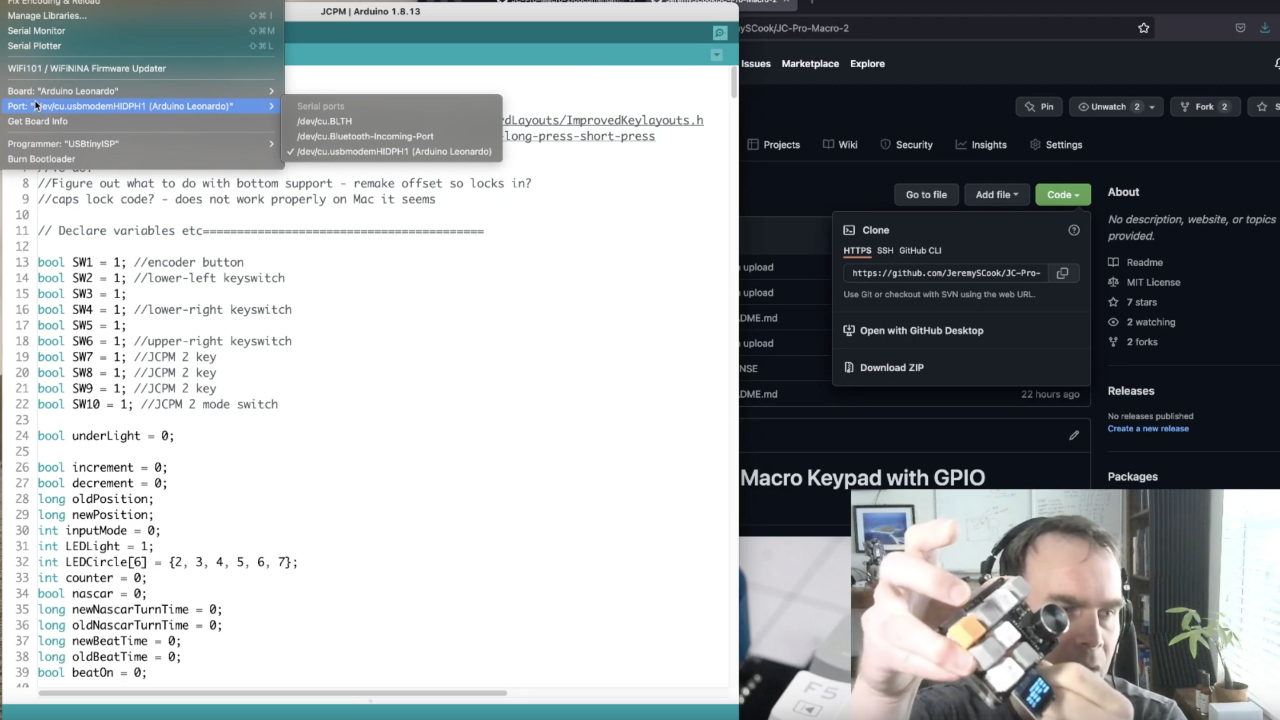 Fix Encoding & Reload
Manage Libraries... ⇧⌘I
Serial Monitor ⇧⌘M
Serial Plotter ⇧⌘L
WiFi101 / WiFiNINA Firmware Updater
Board: "Arduino Leonardo"
Port: "/dev/cu.usbmodemHIDPH1 (Arduino Leonardo)"
Get Board Info
Programmer: "USBtinyISP"
Burn Bootloader
Serial ports
/dev/cu.BLTH
/dev/cu.Bluetooth-Incoming-Port
✓ /dev/cu.usbmodemHIDPH1 (Arduino Leonardo)
JCPM | Arduino 1.8.13
rdLayouts/ImprovedKeylayouts.h
long-press-short-press
8 //Figure out what to do with bottom support - remake offset so locks in?
9 //caps lock code? - does not work properly on Mac it seems
10
11 // Declare variables etc=========================================
12
13 bool SW1 = 1; //encoder button
14 bool SW2 = 1; //lower-left keyswitch
15 bool SW3 = 1;
16 bool SW4 = 1; //lower-right keyswitch
17 bool SW5 = 1;
18 bool SW6 = 1; //upper-right keyswitch
19 bool SW7 = 1; //JCPM 2 key
20 bool SW8 = 1; //JCPM 2 key
21 bool SW9 = 1; //JCPM 2 key
22 bool SW10 = 1; //JCPM 2 mode switch
23
24 bool underLight = 0;
25
26 bool increment = 0;
27 bool decrement = 0;
28 long oldPosition;
29 long newPosition;
30 int inputMode = 0;
31 int LEDLight = 1;
32 int LEDCircle[6] = {2, 3, 4, 5, 6, 7};
33 int counter = 0;
34 bool nascar = 0;
35 long newNascarTurnTime = 0;
36 long oldNascarTurnTime = 0;
37 long newBeatTime = 0;
38 long oldBeatTime = 0;
39 bool beatOn = 0;
ySCook/JC-Pro-Macro-2
Issues Marketplace Explore
Pin Unwatch 2 Fork 2
Projects Wiki Security Insights Settings
Go to file Add file Code
Clone
HTTPS SSH GitHub CLI
https://github.com/JeremySCook/JC-Pro-
Use Git or checkout with SVN using the web URL.
Open with GitHub Desktop
Download ZIP
upload
DME.md
upload
NSE
DME.md
22 hours ago
Macro Keypad with GPIO
About
No description, website, or topics
provided.
Readme
MIT License
7 stars
2 watching
2 forks
Releases
No releases published
Create a new release
Packages